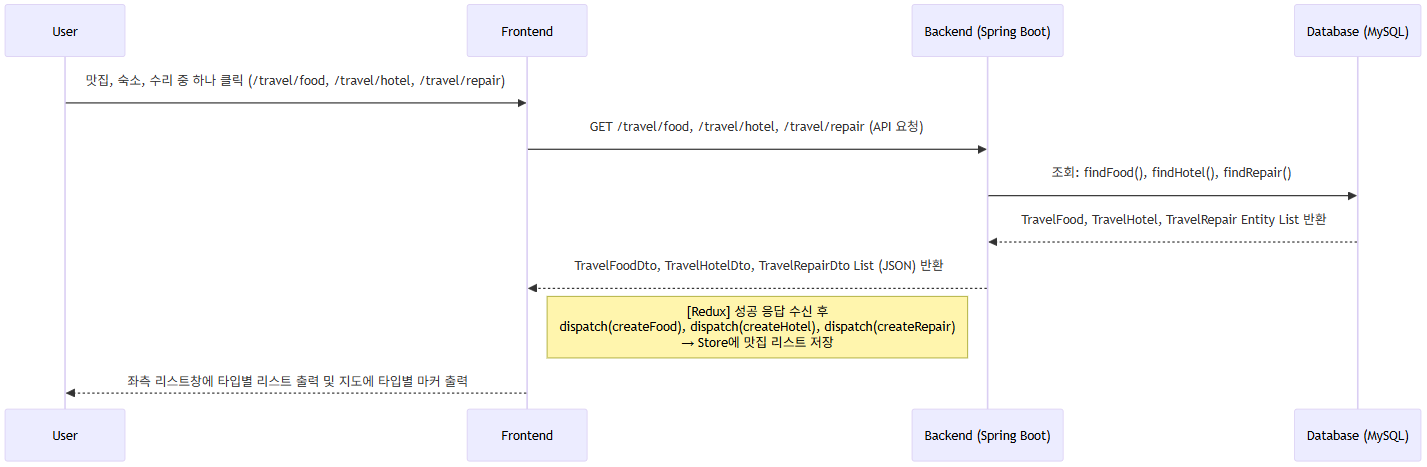 User
Frontend
Backend (Spring Boot)
Database (MySQL)
맛집, 숙소, 수리 중 하나 클릭 (/travel/food, /travel/hotel, /travel/repair)
GET /travel/food, /travel/hotel, /travel/repair (API 요청)
조회: findFood(), findHotel(), findRepair()
TravelFood, TravelHotel, TravelRepair Entity List 반환
TravelFoodDto, TravelHotelDto, TravelRepairDto List (JSON) 반환
[Redux] 성공 응답 수신 후
dispatch(createFood), dispatch(createHotel), dispatch(createRepair)
→ Store에 맛집 리스트 저장
좌측 리스트창에 타입별 리스트 출력 및 지도에 타입별 마커 출력
User
Frontend
Backend (Spring Boot)
Database (MySQL)